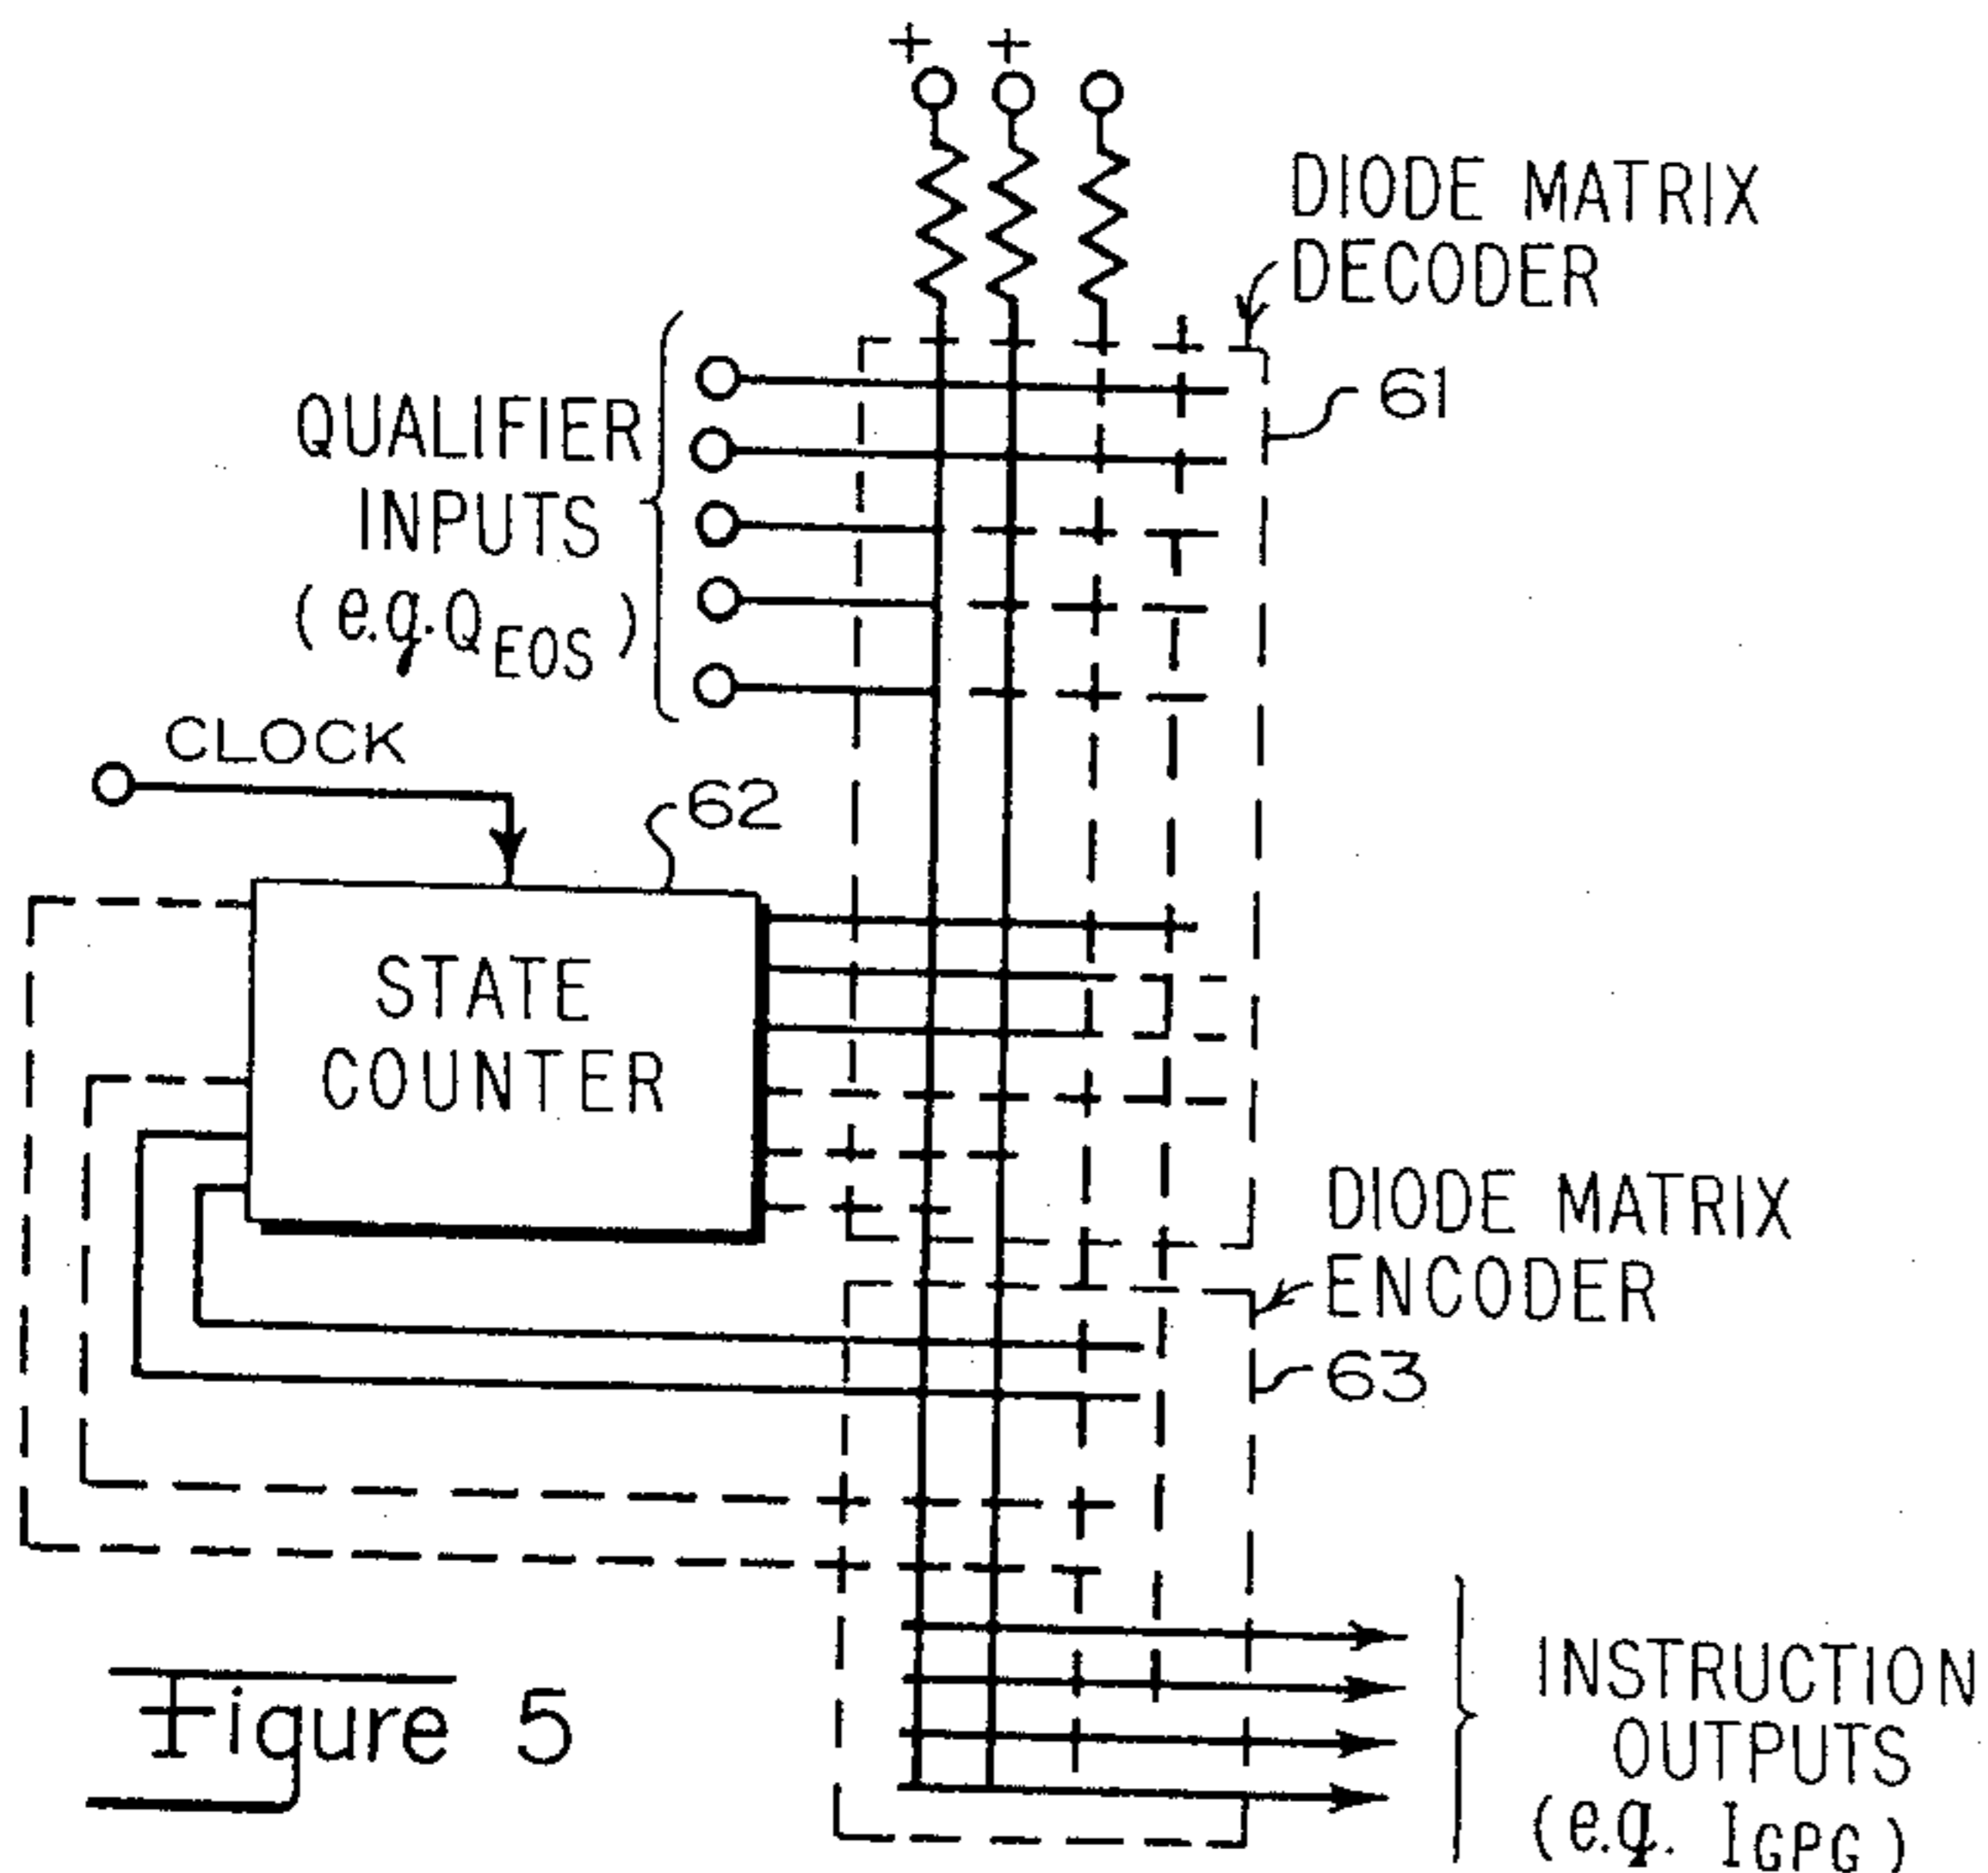 + +
DIODE MATRIX
DECODER
61
QUALIFIER
INPUTS
(e.g. QEOS)
CLOCK
62
STATE
COUNTER
DIODE MATRIX
ENCODER
63
INSTRUCTION
OUTPUTS
(e.g. IGPG)
Figure 5